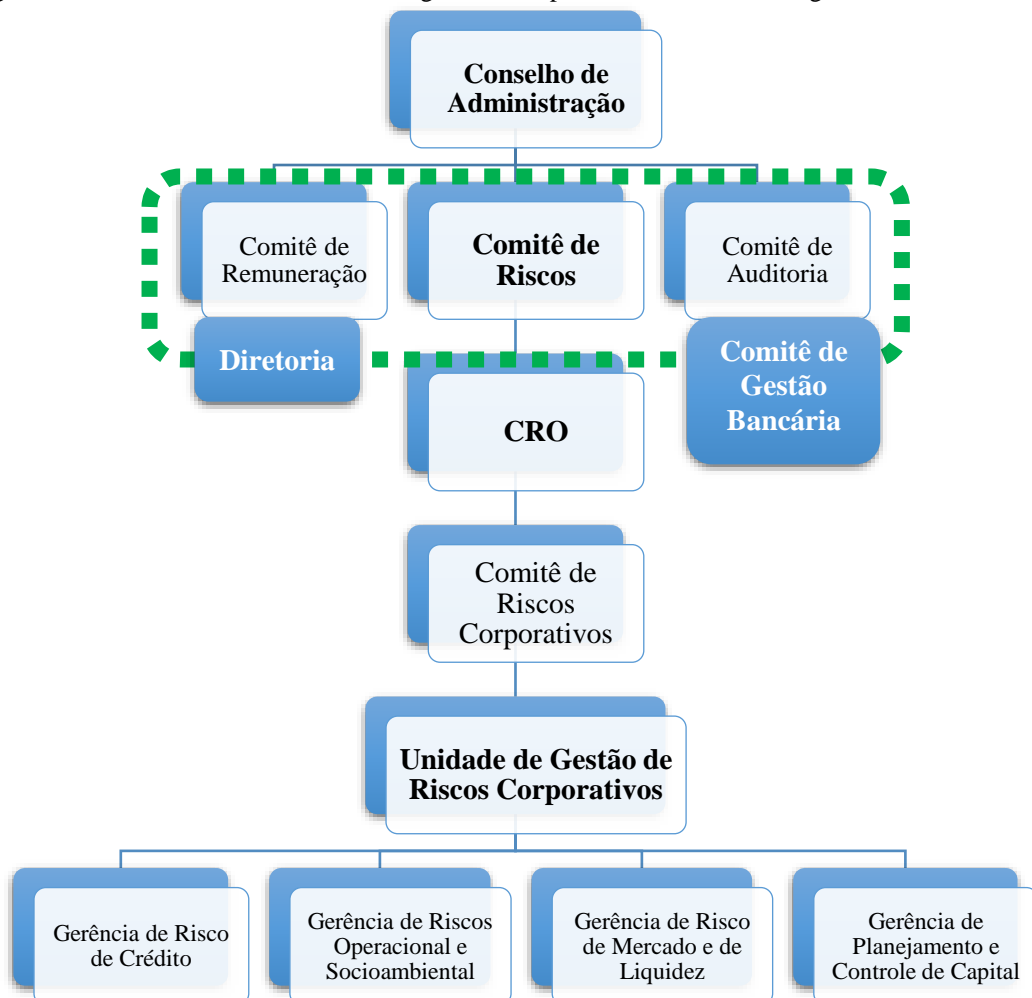 Conselho de
Administração
Comitê de
Remuneração
Comitê de
Riscos
Comitê de
Auditoria
Diretoria
Comitê de
Gestão
Bancária
CRO
Comitê de
Riscos
Corporativos
Unidade de Gestão de
Riscos Corporativos
Gerência de Risco
de Crédito
Gerência de Riscos
Operacional e
Socioambiental
Gerência de Risco
de Mercado e de
Liquidez
Gerência de
Planejamento e
Controle de Capital